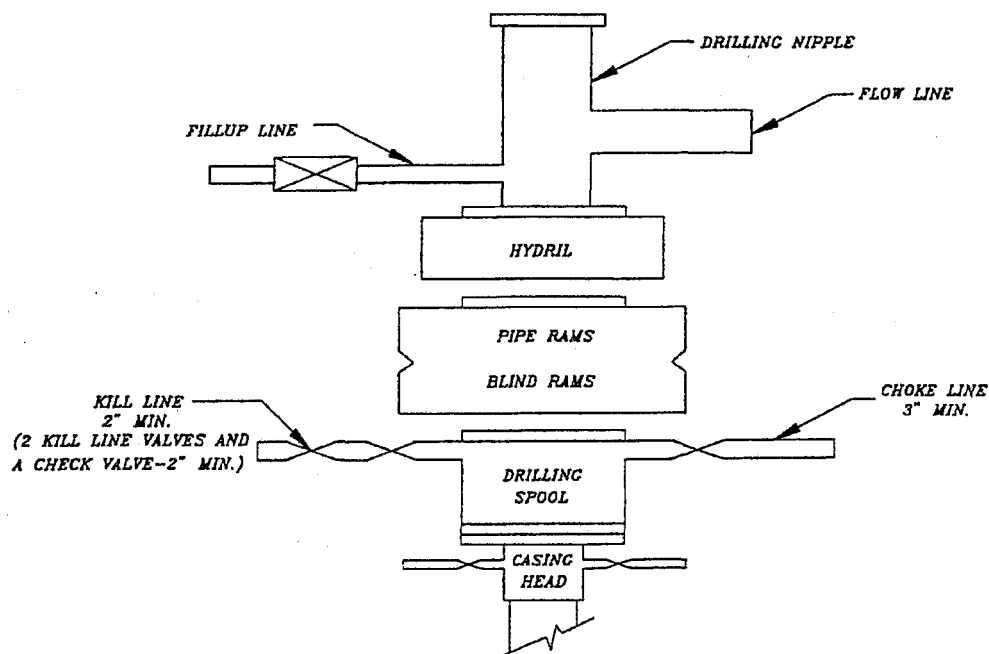 DRILLING NIPPLE
FLOW LINE
FILLUP LINE
HYDRIL
PIPE RAMS
BLIND RAMS
KILL LINE
2" MIN.
(2 KILL LINE VALVES AND
A CHECK VALVE-2" MIN.)
CHOKE LINE
3" MIN.
DRILLING
SPOOL
CASING
HEAD